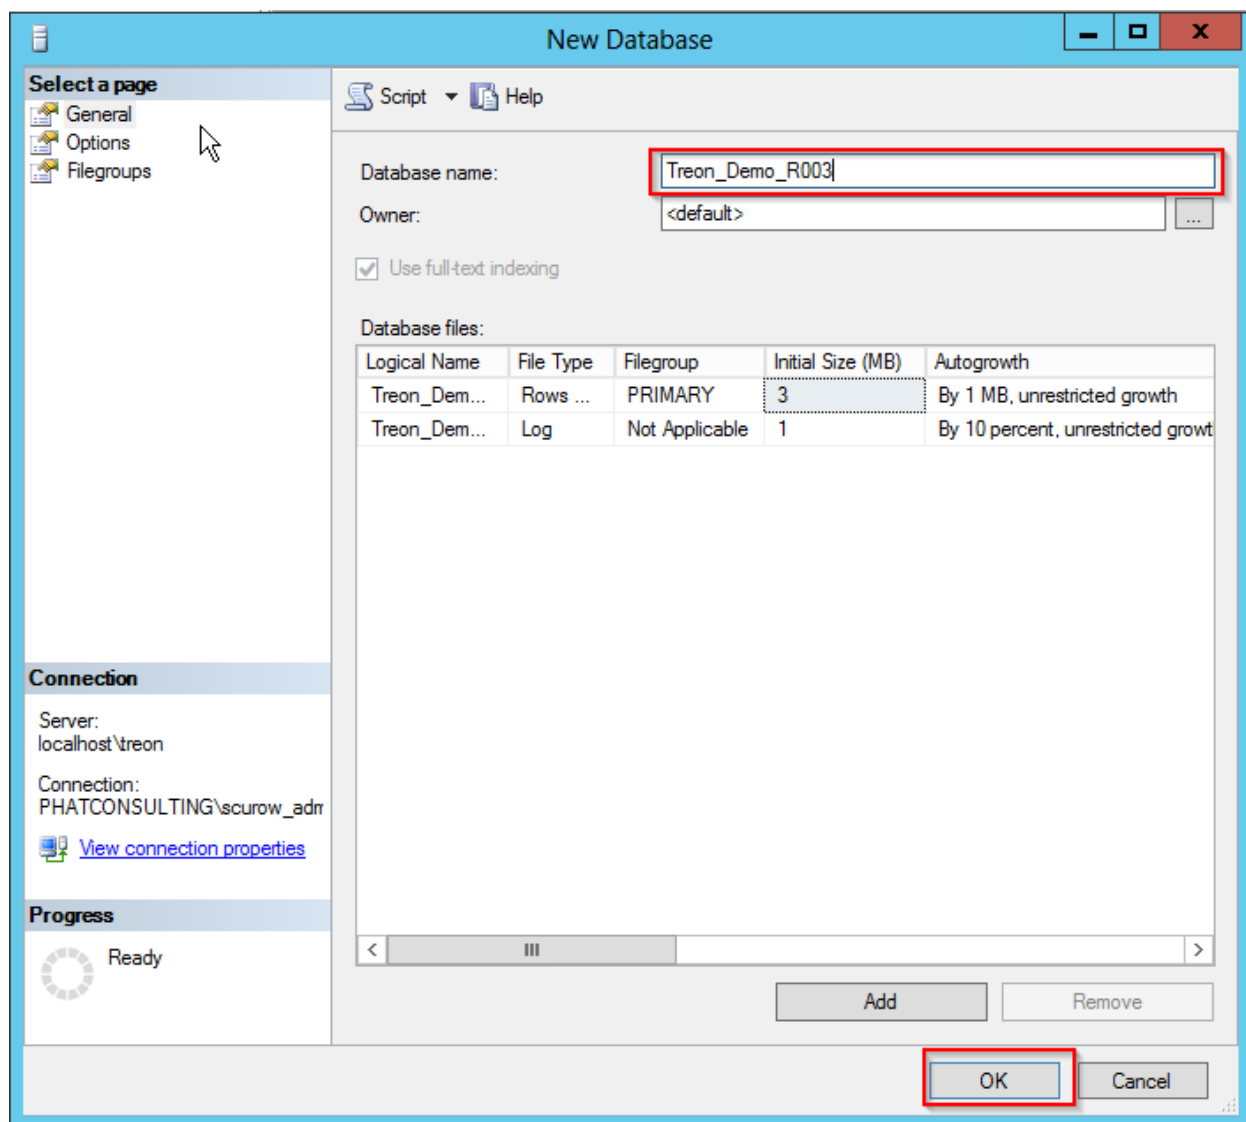 New Database
Select a page
General
Options
Filegroups
Script
Help
Database name:
Treon_Demo_R003
Owner:
<default>
...
Use full-text indexing
Database files:
Logical Name File Type Filegroup Initial Size (MB) Autogrowth
Treon_Dem... Rows ... PRIMARY 3 By 1 MB, unrestricted growth
Treon_Dem... Log Not Applicable 1 By 10 percent, unrestricted growt
Connection
Server:
localhost\treon
Connection:
PHATCONSULTING\scurow_adm
View connection properties
Progress
Ready
Add
Remove
OK
Cancel